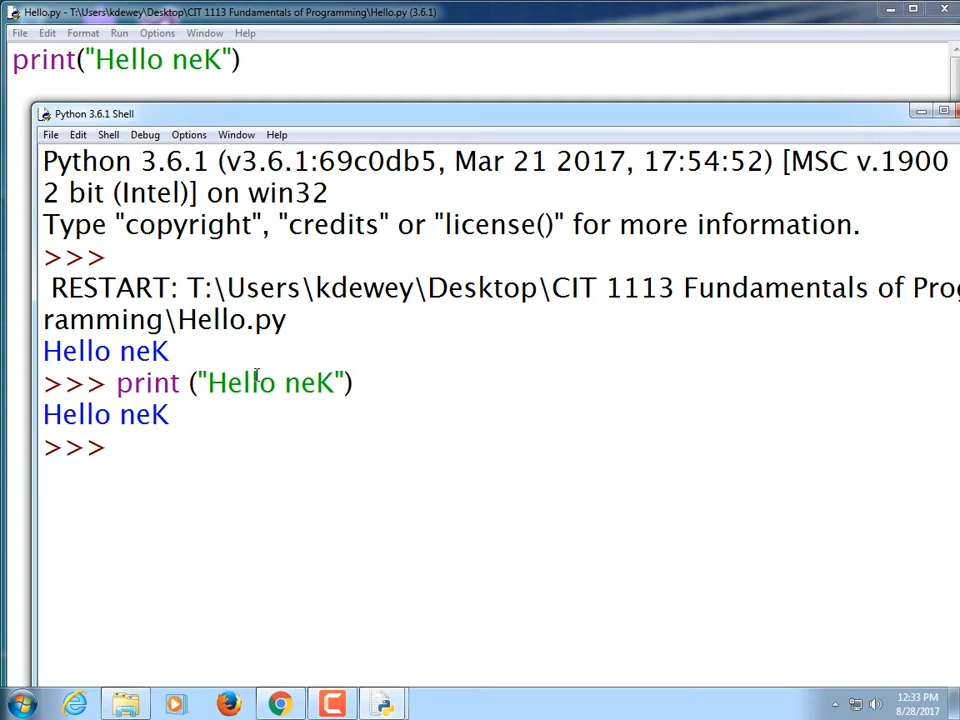 Hello.py - T:\Users\kdewey\Desktop\CIT 1113 Fundamentals of Programming\Hello.py (3.6.1)
File Edit Format Run Options Window Help
print("Hello neK")
Python 3.6.1 Shell
File Edit Shell Debug Options Window Help
Python 3.6.1 (v3.6.1:69c0db5, Mar 21 2017, 17:54:52) [MSC v.1900
2 bit (Intel)] on win32
Type "copyright", "credits" or "license()" for more information.
>>>
RESTART: T:\Users\kdewey\Desktop\CIT 1113 Fundamentals of Prog
ramming\Hello.py
Hello neK
>>> print ("Hello neK")
Hello neK
>>>
12:33 PM
8/28/2017